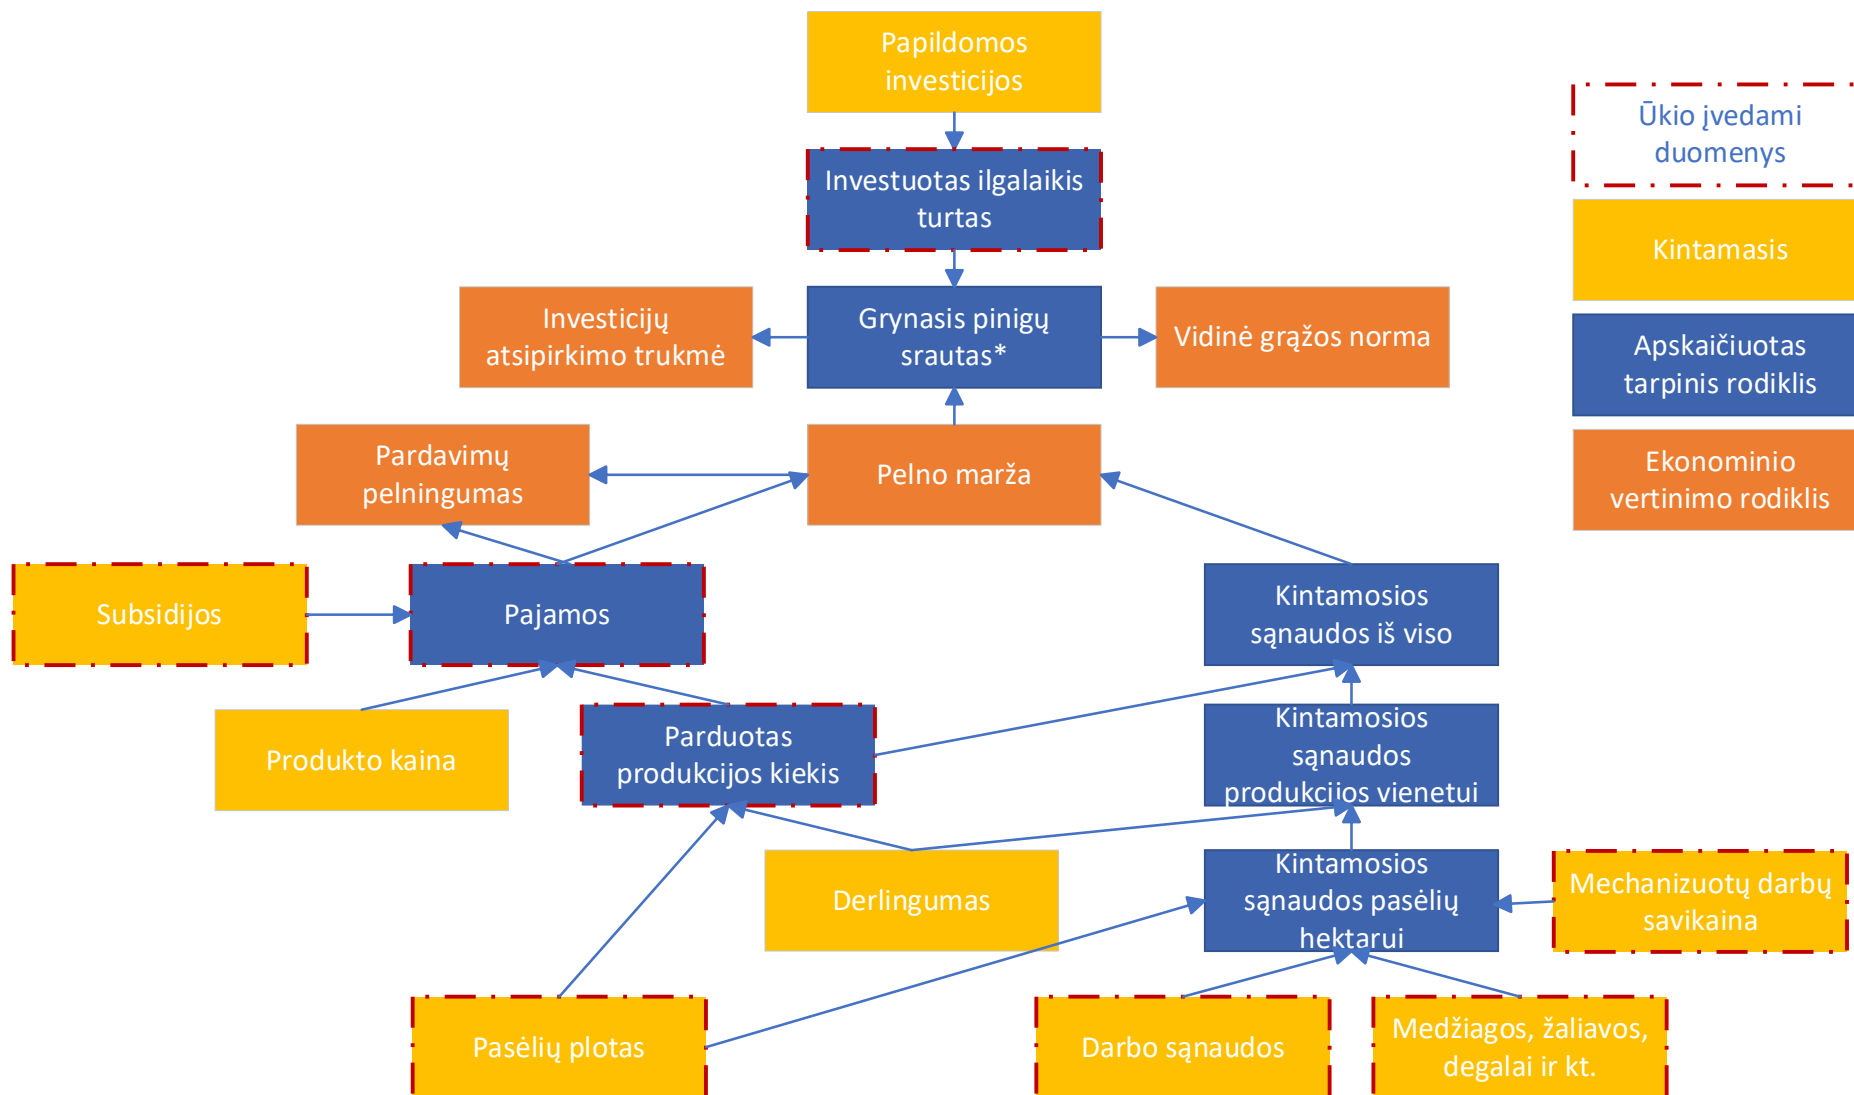 Papildomos
investicijos
Ūkio įvedami
duomenys
Investuotas ilgalaikis
turtas
Kintamasis
Investicijų
atsipirkimo trukmė
Grynasis pinigų
srautas*
Vidinė grąžos norma
Apskaičiuotas
tarpinis rodiklis
Pardavimų
pelningumas
Pelno marža
Ekonominio
vertinimo rodiklis
Subsidijos
Pajamos
Kintamosios
sąnaudos iš viso
Produkto kaina
Parduotas
produkcijos kiekis
Kintamosios
sąnaudos
produkcijos vienetui
Derlingumas
Kintamosios
sąnaudos pasėlių
hektarui
Mechanizuotų darbų
savikaina
Pasėlių plotas
Darbo sąnaudos
Medžiagos, žaliavos,
degalai ir kt.